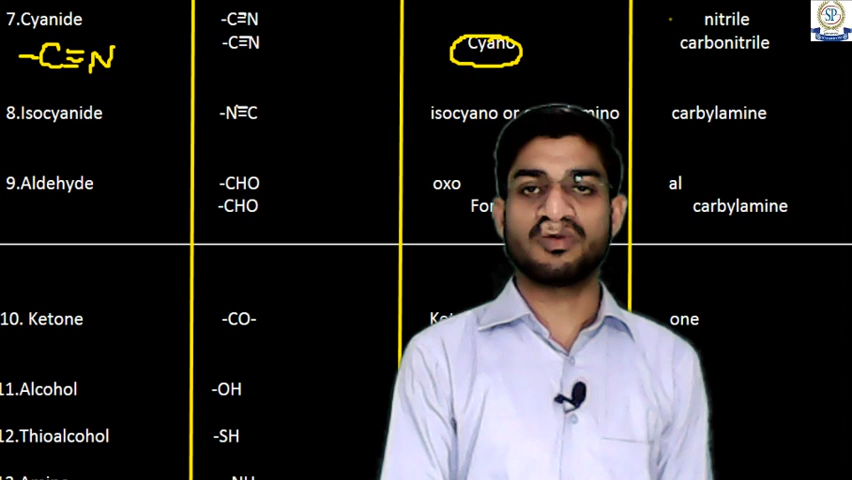 7.Cyanide -C≡N nitrile
-C≡N Cyano carbonitrile
-C≡N
8.Isocyanide -N≡C isocyano or carbylamine
9.Aldehyde -CHO oxo al
-CHO carbylamine
10. Ketone -CO- one
11.Alcohol -OH
12.Thioalcohol -SH
SP